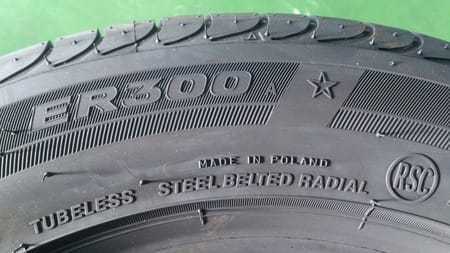 ER300 A
MADE IN POLAND
TUBELESS STEEL BELTED RADIAL
RSC